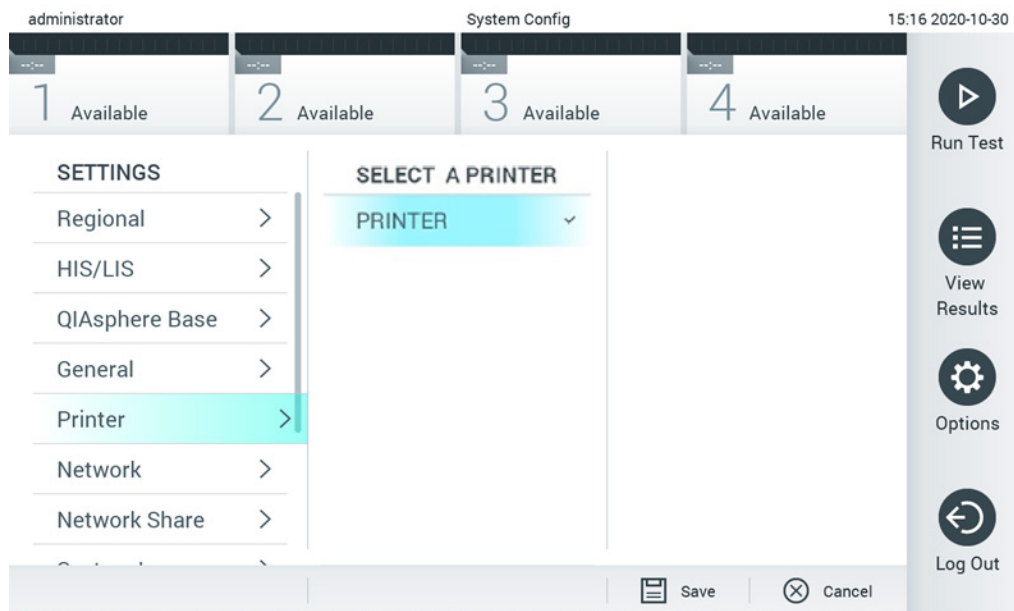 administrator
System Config
15:16 2020-10-30
--:--
--:--
--:--
--:--
1 Available
2 Available
3 Available
4 Available
Run Test
View
Results
Options
Log Out
SETTINGS
Regional
HIS/LIS
QIAsphere Base
General
Printer
Network
Network Share
SELECT A PRINTER
PRINTER
Save
Cancel